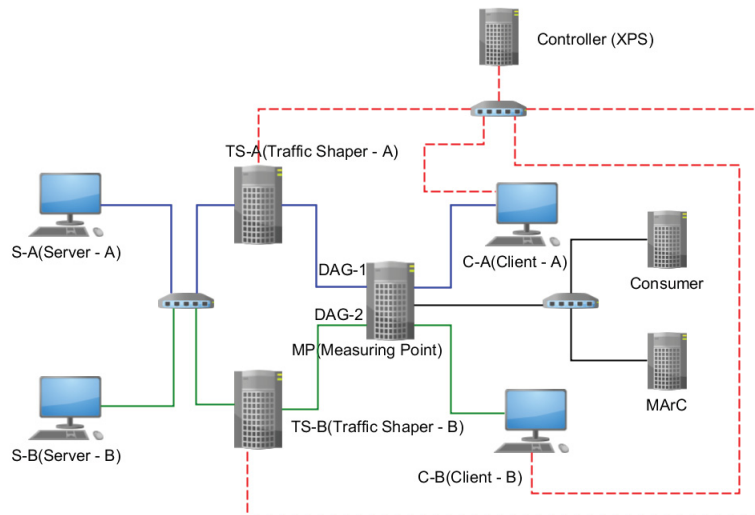 Controller (XPS)
TS-A(Traffic Shaper - A)
S-A(Server - A)
C-A(Client - A)
DAG-1
Consumer
DAG-2
MP(Measuring Point)
MArC
TS-B(Traffic Shaper - B)
S-B(Server - B)
C-B(Client - B)